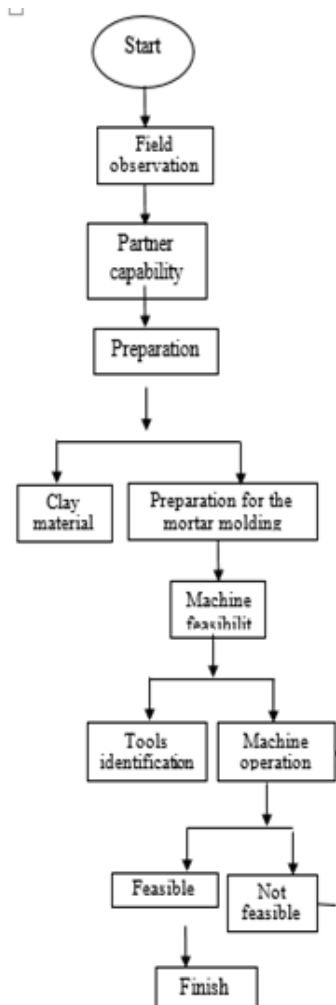 Start
Field
observation
Partner
capability
Preparation
Clay
material
Preparation for the
mortar molding
Machine
feasibilit
Tools
identification
Machine
operation
Feasible
Not
feasible
Finish